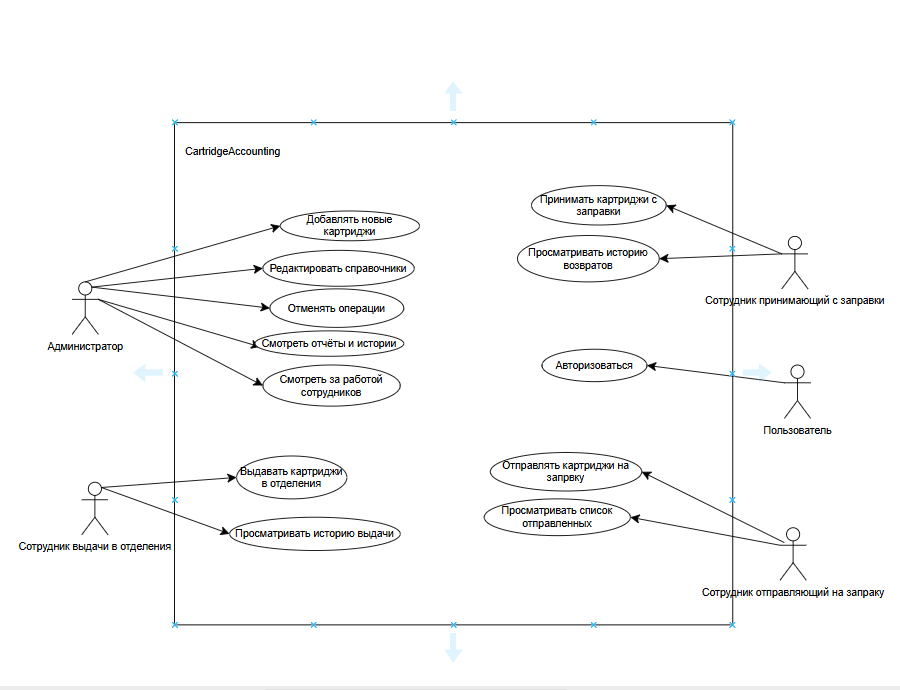 CartridgeAccounting
Добавлять новые
картриджи
Редактировать справочники
Отменять операции
Смотреть отчёты и истории
Смотреть за работой
сотрудников
Администратор
Выдавать картриджи
в отделения
Просматривать историю выдачи
Сотрудник выдачи в отделения
Принимать картриджи с
заправки
Просматривать историю
возвратов
Сотрудник принимающий с заправки
Авторизоваться
Пользователь
Отправлять картриджи на
запрвку
Просматривать список
отправленных
Сотрудник отправляющий на запраку